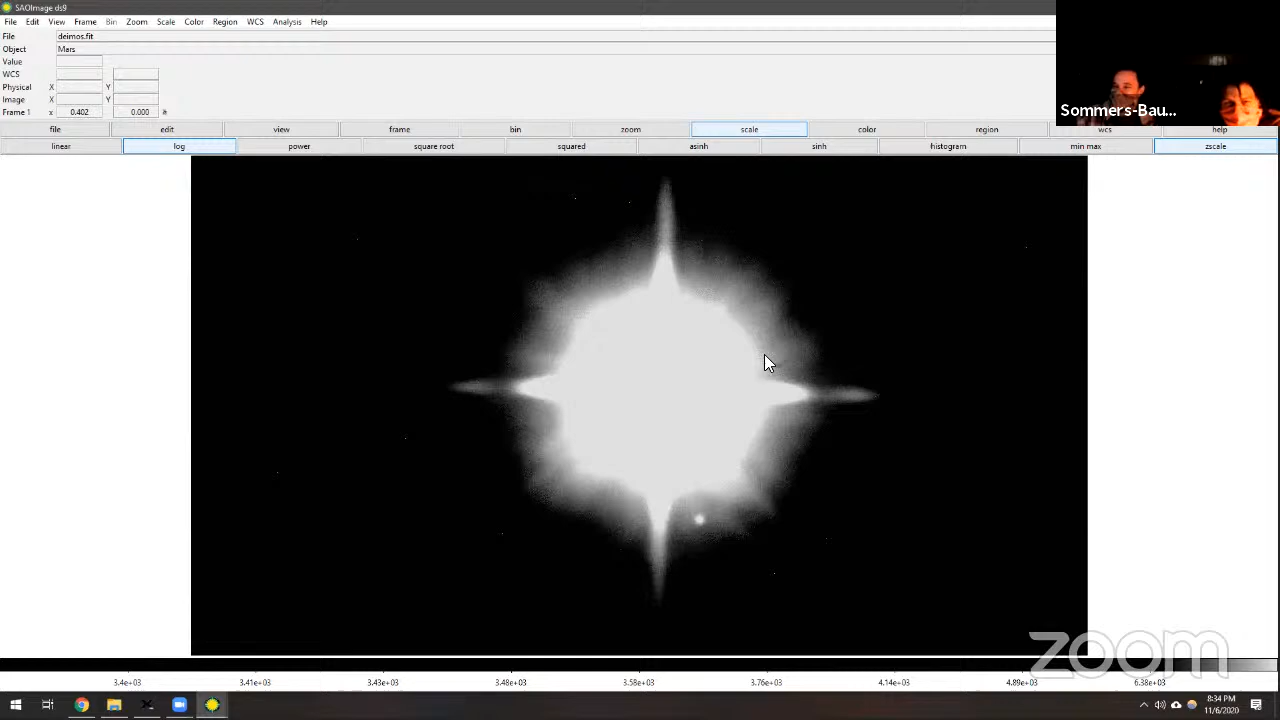 SAOImage ds9
File Edit View Frame Bin Zoom Scale Color Region WCS Analysis Help
File deimos.fit
Object Mars
Value
WCS
Physical X Y
Image X Y
Frame 1 x 0.402 0.000 °
Sommers-Bau...
file edit view frame bin zoom scale color region wcs help
linear log power square root squared asinh sinh histogram min max zscale
zoom
3.4e+03 3.41e+03 3.43e+03 3.48e+03 3.58e+03 3.76e+03 4.14e+03 4.89e+03 6.38e+03
8:34 PM
11/6/2020